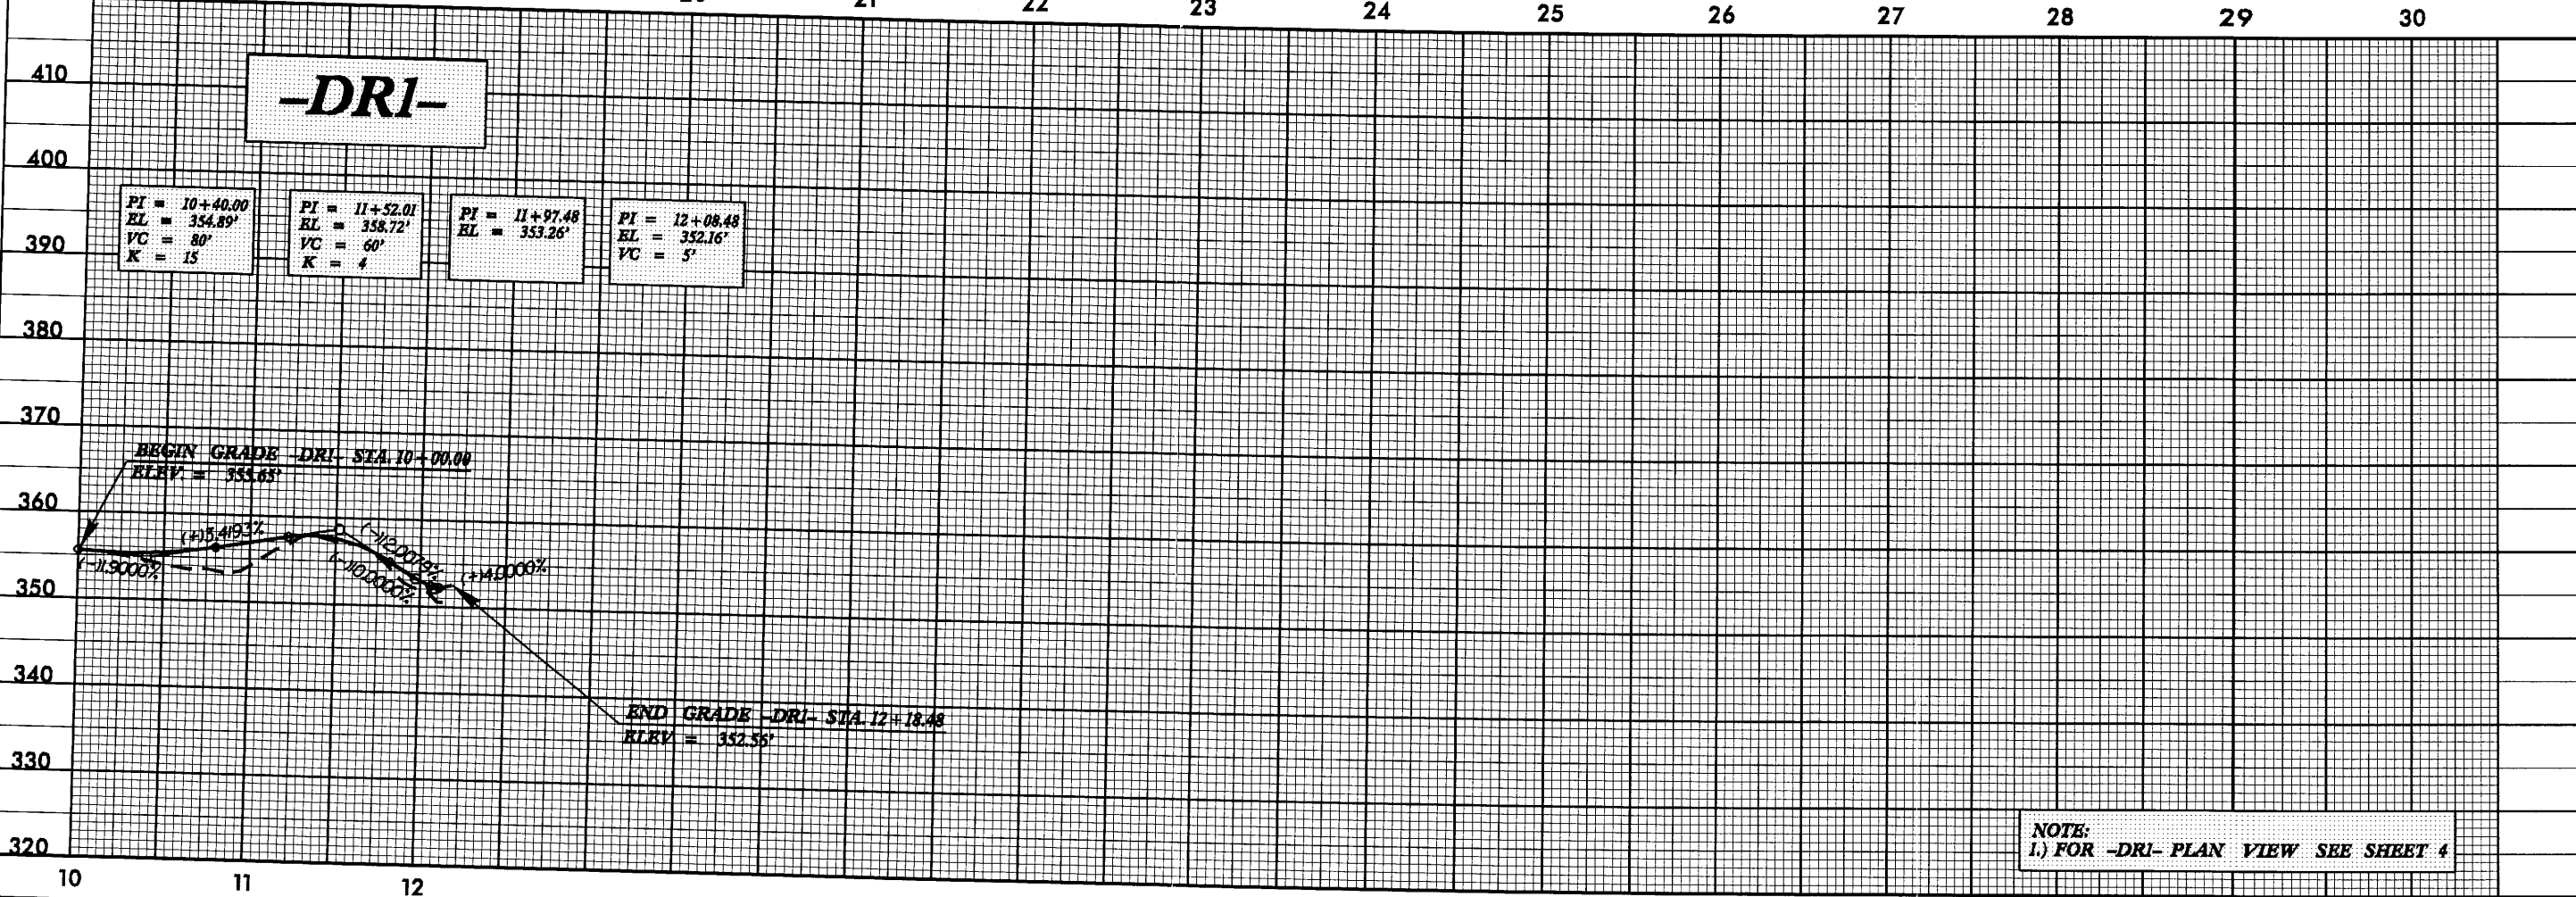 20 21 22 23 24 25 26 27 28 29 30
410
-DR1-
400
PI = 10+40.00
EL = 354.89'
VC = 80'
K = 15
PI = 11+52.01
EL = 358.72'
VC = 60'
K = 4
PI = 11+97.48
EL = 353.26'
PI = 12+08.48
EL = 352.16'
VC = 5'
390
380
370
BEGIN GRADE -DR1- STA. 10+00.00
ELEV. = 355.65'
360
(+)3.4193%
(-)12.0079%
(-)1.9000%
(-)10.0000%
(+)4.0000%
350
340
END GRADE -DR1- STA. 12+18.48
ELEV. = 352.56'
330
NOTE:
1.) FOR -DR1- PLAN VIEW SEE SHEET 4
320
10 11 12